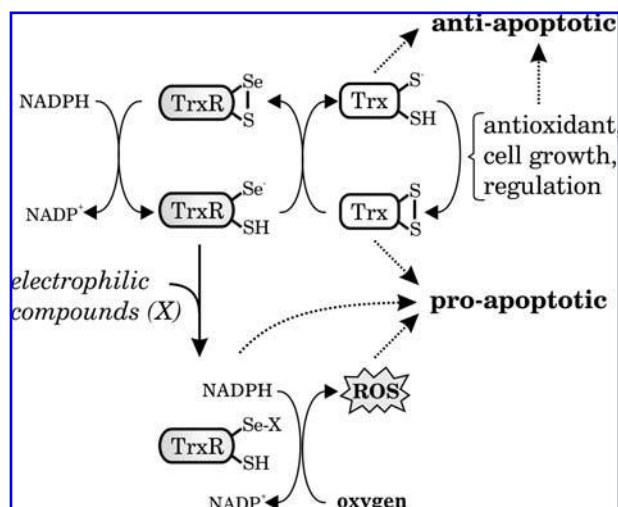 anti-apoptotic
Se
S
NADPH
TrxR
Trx
S-
SH
antioxidant,
cell growth,
regulation
Se-
S
NADP+
TrxR
SH
Trx
S
electrophilic
compounds (X)
pro-apoptotic
NADPH
ROS
Se-X
TrxR
SH
NADP+
oxygen